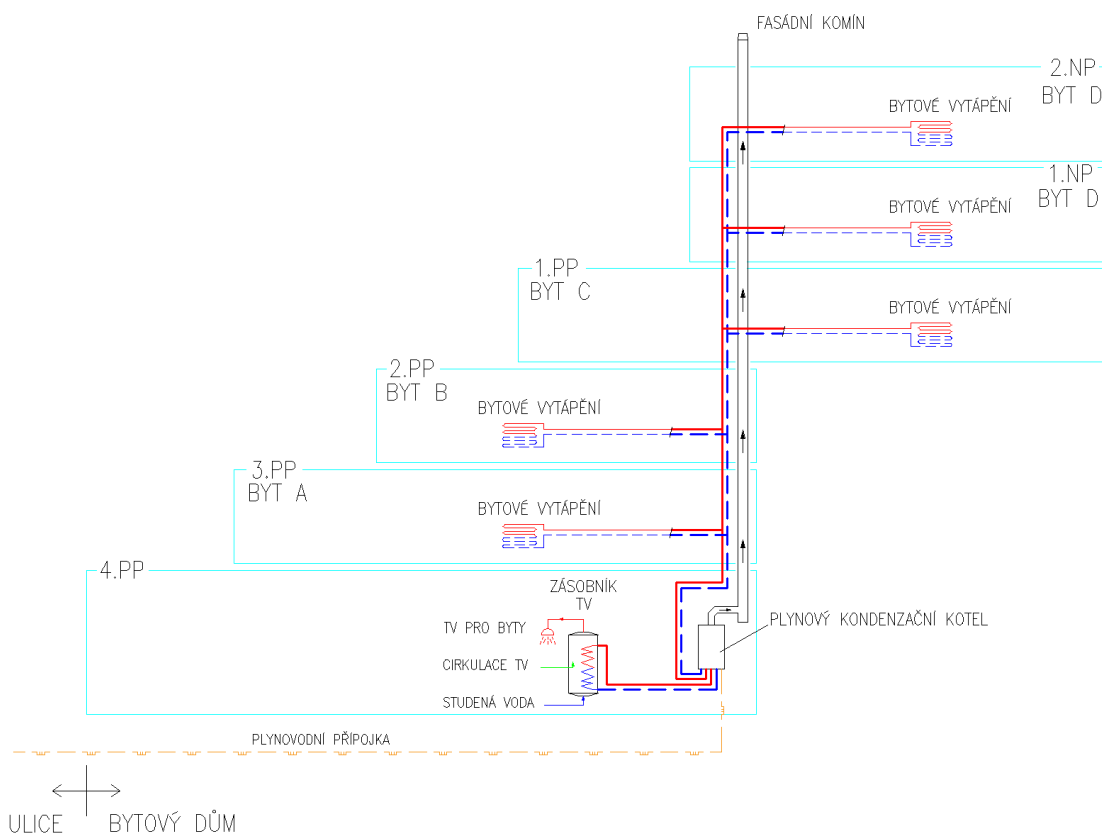 FASÁDNÍ KOMÍN
2.NP
BYT D
BYTOVÉ VYTÁPĚNÍ
1.NP
BYT D
BYTOVÉ VYTÁPĚNÍ
1.PP
BYT C
BYTOVÉ VYTÁPĚNÍ
2.PP
BYT B
BYTOVÉ VYTÁPĚNÍ
3.PP
BYT A
BYTOVÉ VYTÁPĚNÍ
4.PP
ZÁSOBNÍK
TV
TV PRO BYTY
CIRKULACE TV
STUDENÁ VODA
PLYNOVÝ KONDENZAČNÍ KOTEL
PLYNOVODNÍ PŘÍPOJKA
ULICE
BYTOVÝ DŮM